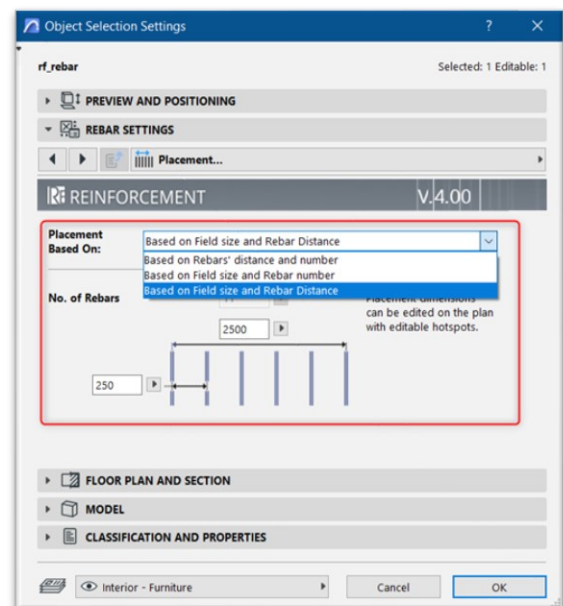 Object Selection Settings ? ×
rf_rebar Selected: 1 Editable: 1
PREVIEW AND POSITIONING
REBAR SETTINGS
Placement...
REINFORCEMENT V.4.00
Placement
Based On:
Based on Field size and Rebar Distance
Based on Rebars' distance and number
Based on Field size and Rebar number
Based on Field size and Rebar Distance
No. of Rebars
Placement dimensions
can be edited on the plan
with editable hotspots.
2500
250
FLOOR PLAN AND SECTION
MODEL
CLASSIFICATION AND PROPERTIES
Interior - Furniture Cancel OK